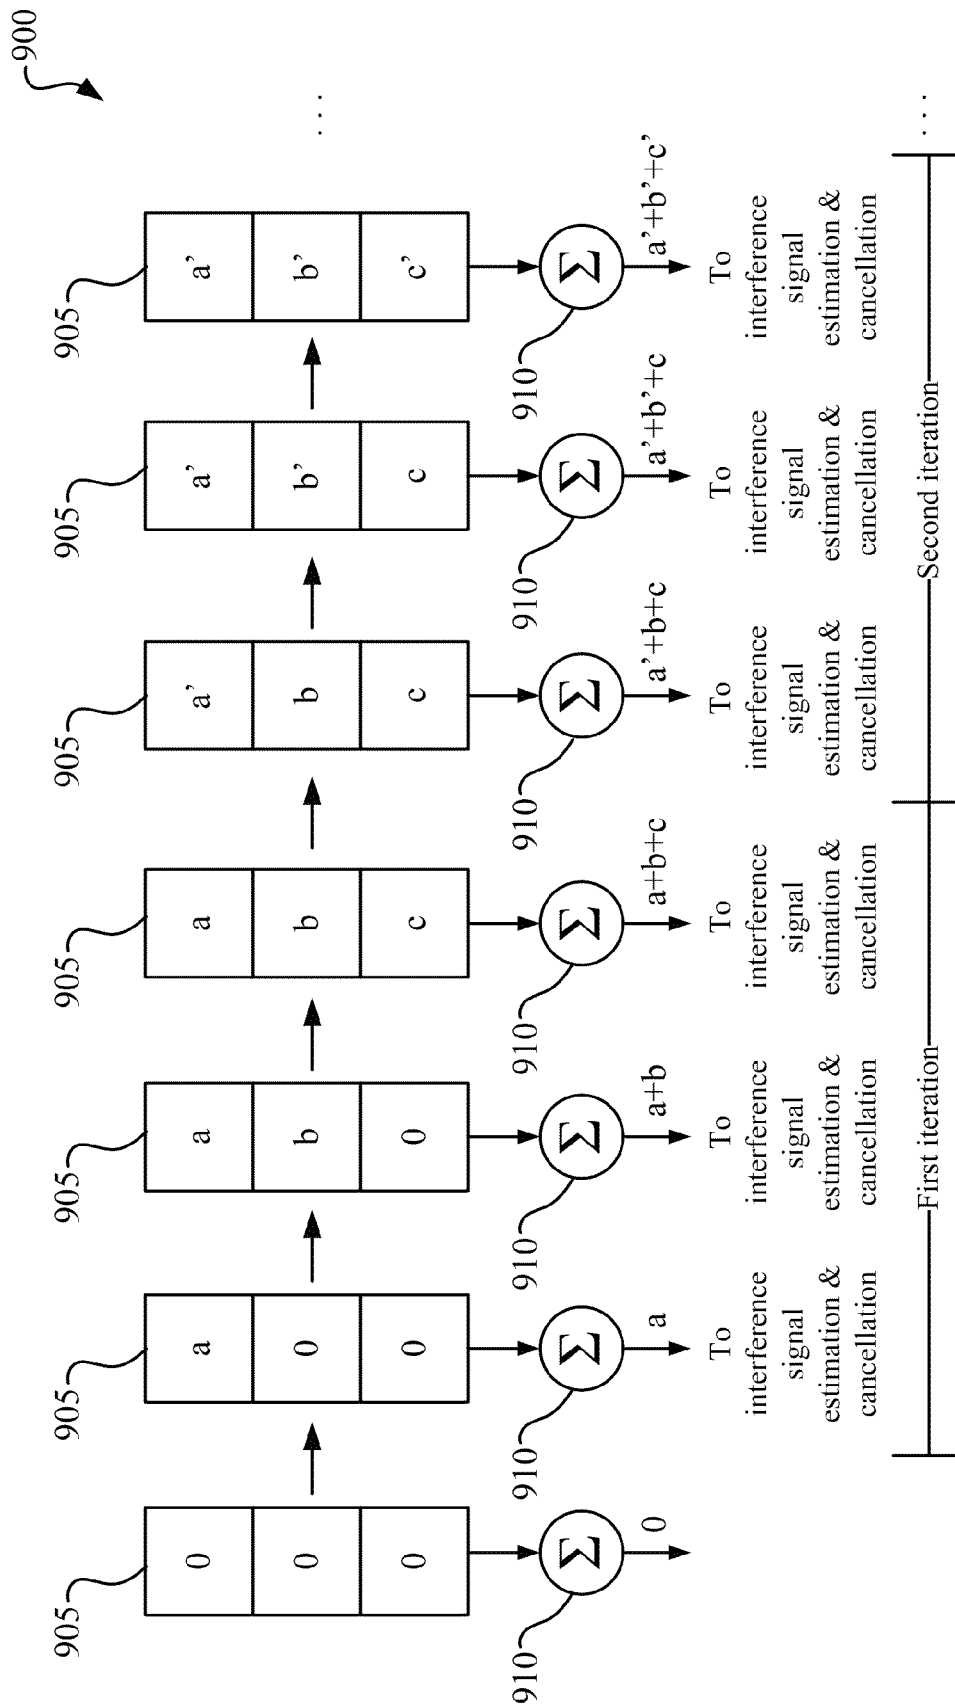 900
905 905 905 905 905 905 905
0 a a a a' a' a'
0 0 b b b b' b'
0 0 0 c c c c'
...
910 910 910 910 910 910 910
Σ Σ Σ Σ Σ Σ Σ
0 a a+b a+b+c a'+b+c a'+b'+c a'+b'+c'
To To To To To To
interference interference interference interference interference interference
signal signal signal signal signal signal
estimation & estimation & estimation & estimation & estimation & estimation &
cancellation cancellation cancellation cancellation cancellation cancellation
First iteration Second iteration ...